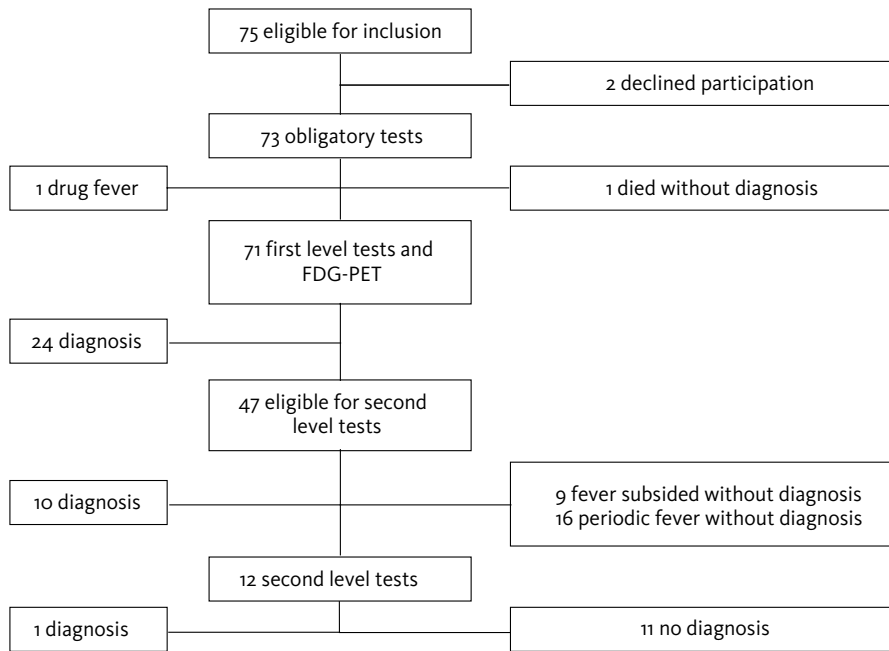 75 eligible for inclusion
2 declined participation
73 obligatory tests
1 drug fever
1 died without diagnosis
71 first level tests and
FDG-PET
24 diagnosis
47 eligible for second
level tests
10 diagnosis
9 fever subsided without diagnosis
16 periodic fever without diagnosis
12 second level tests
1 diagnosis
11 no diagnosis